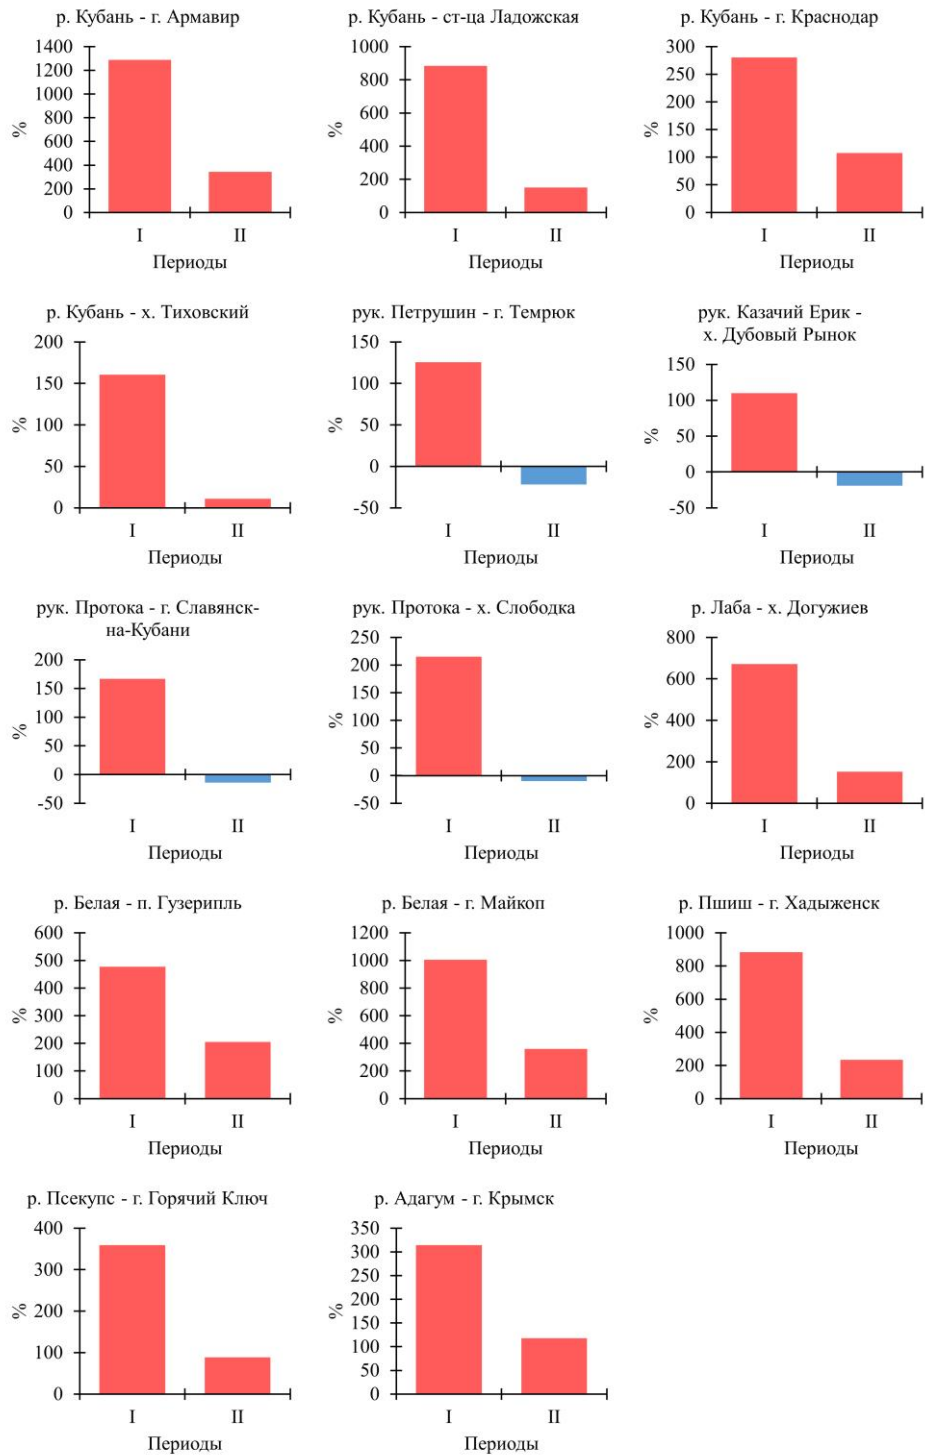 р. Кубань - г. Армавир
1400
1200
1000
800
600
400
200
0
%
I II
Периоды
р. Кубань - ст-ца Ладожская
1000
800
600
400
200
0
%
I II
Периоды
р. Кубань - г. Краснодар
300
250
200
150
100
50
0
%
I II
Периоды
р. Кубань - х. Тиховский
200
150
100
50
0
%
I II
Периоды
рук. Петрушин - г. Темрюк
150
100
50
0
-50
%
I II
Периоды
рук. Казачий Ерик -
х. Дубовый Рынок
150
100
50
0
-50
%
I II
Периоды
рук. Протока - г. Славянск-
на-Кубани
200
150
100
50
0
-50
%
I II
Периоды
рук. Протока - х. Слободка
250
200
150
100
50
0
-50
%
I II
Периоды
р. Лаба - х. Догужиев
800
600
400
200
0
%
I II
Периоды
р. Белая - п. Гузерипль
600
500
400
300
200
100
0
%
I II
Периоды
р. Белая - г. Майкоп
1200
1000
800
600
400
200
0
%
I II
Периоды
р. Пшиш - г. Хадыженск
1000
800
600
400
200
0
%
I II
Периоды
р. Псекупс - г. Горячий Ключ
400
300
200
100
0
%
I II
Периоды
р. Адагум - г. Крымск
350
300
250
200
150
100
50
0
%
I II
Периоды